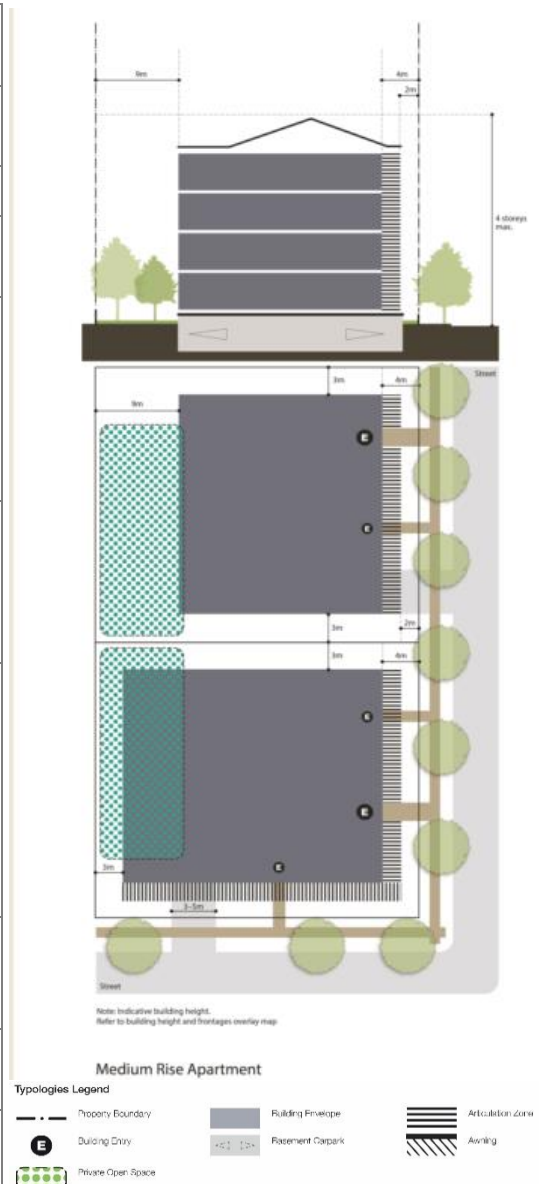 9m
4m
2m
4 storeys
max.
Street
3m
4m
9m
E
E
2m
3m
3m
4m
E
E
E
3m
3-5m
Street
Note: Indicative building height.
Refer to building height and frontages overlay map
Medium Rise Apartment
Typologies Legend
Property Boundary
Building Envelope
Articulation Zone
E
Building Entry
Basement Carpark
Awning
Private Open Space